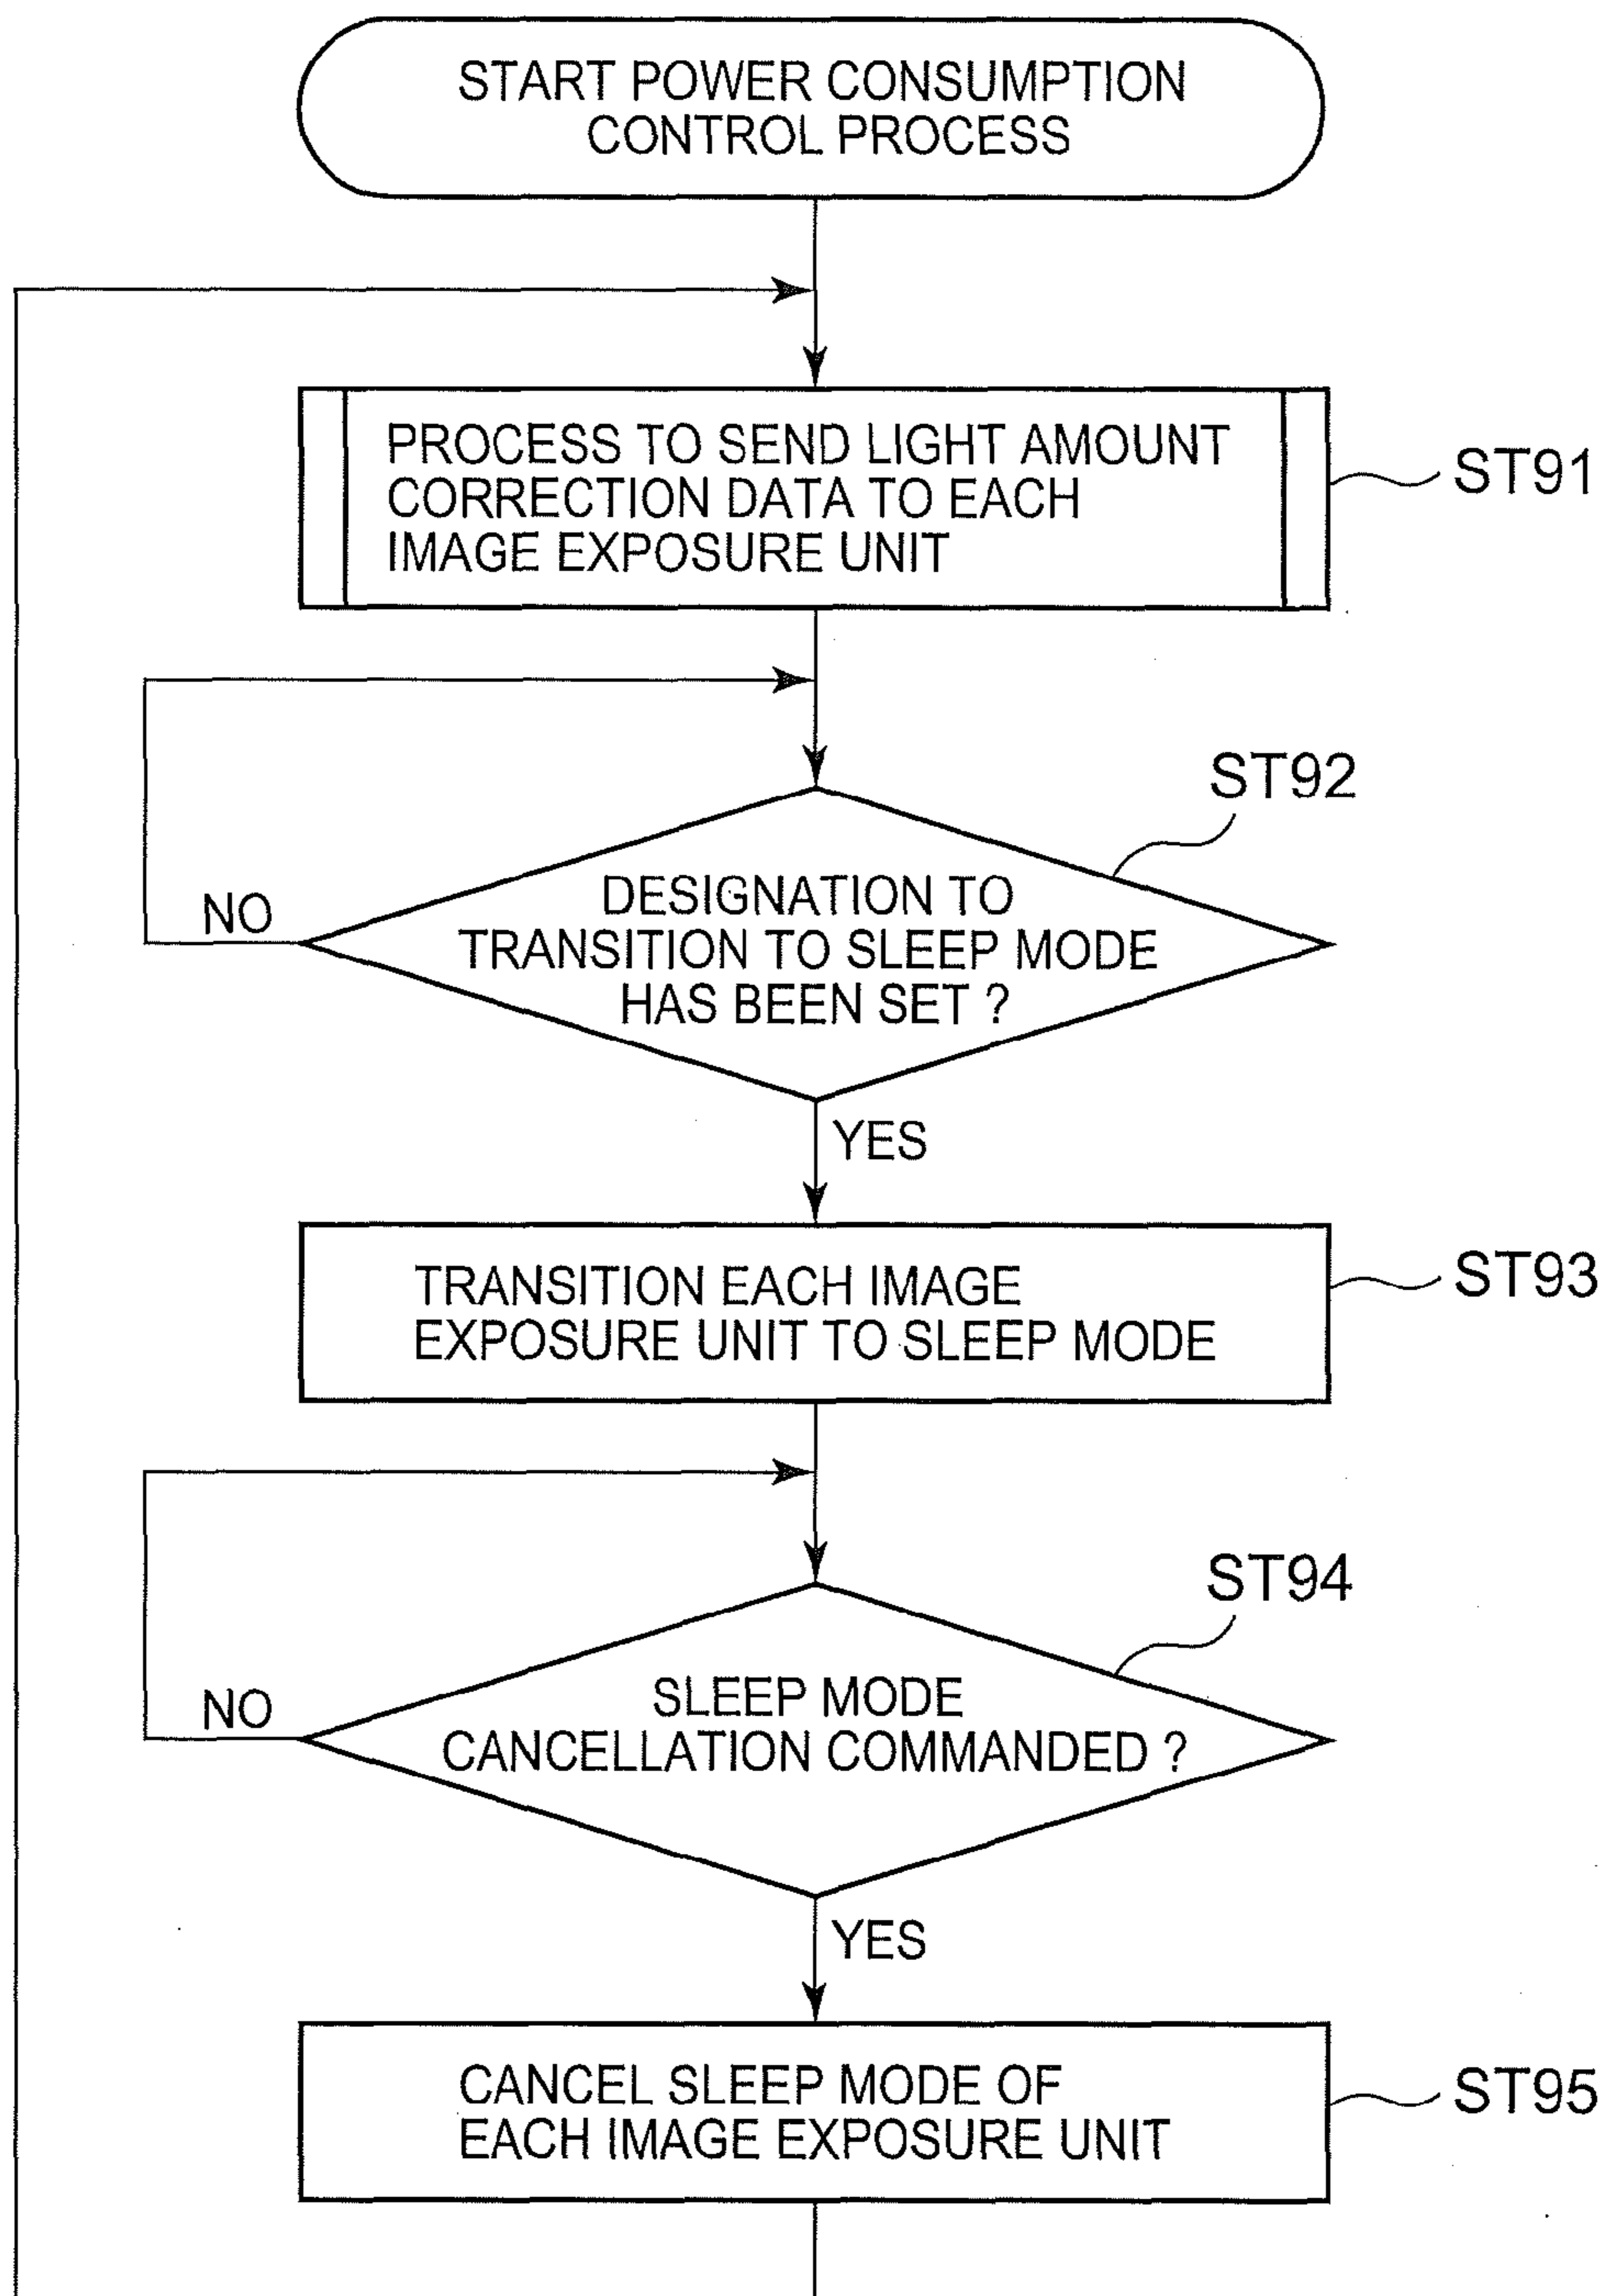 START POWER CONSUMPTION
CONTROL PROCESS
PROCESS TO SEND LIGHT AMOUNT
CORRECTION DATA TO EACH
IMAGE EXPOSURE UNIT
ST91
ST92
DESIGNATION TO
TRANSITION TO SLEEP MODE
HAS BEEN SET ?
NO
YES
TRANSITION EACH IMAGE
EXPOSURE UNIT TO SLEEP MODE
ST93
ST94
SLEEP MODE
CANCELLATION COMMANDED ?
NO
YES
CANCEL SLEEP MODE OF
EACH IMAGE EXPOSURE UNIT
ST95